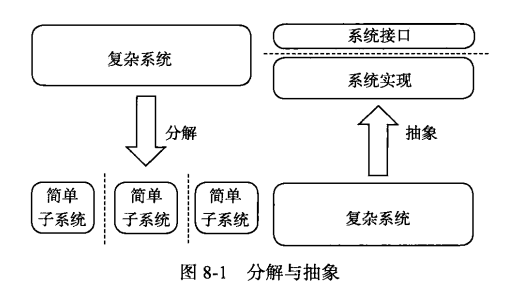 复杂系统
分解
简单
子系统
简单
子系统
简单
子系统
系统接口
系统实现
抽象
复杂系统
图 8-1 分解与抽象